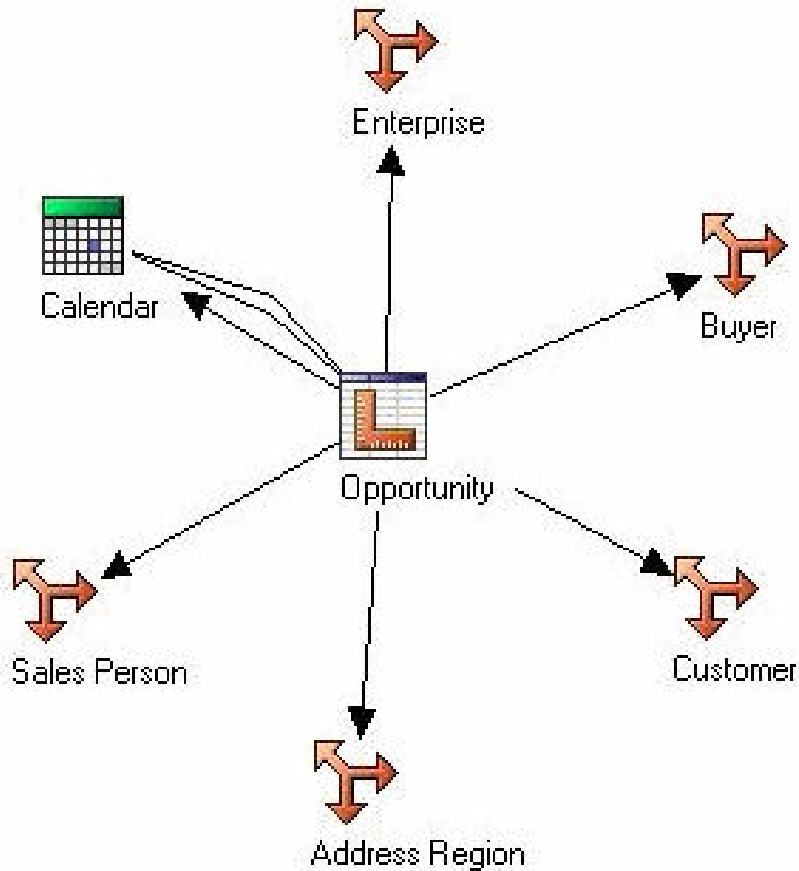 Enterprise
Calendar
Buyer
Opportunity
Sales Person
Customer
Address Region